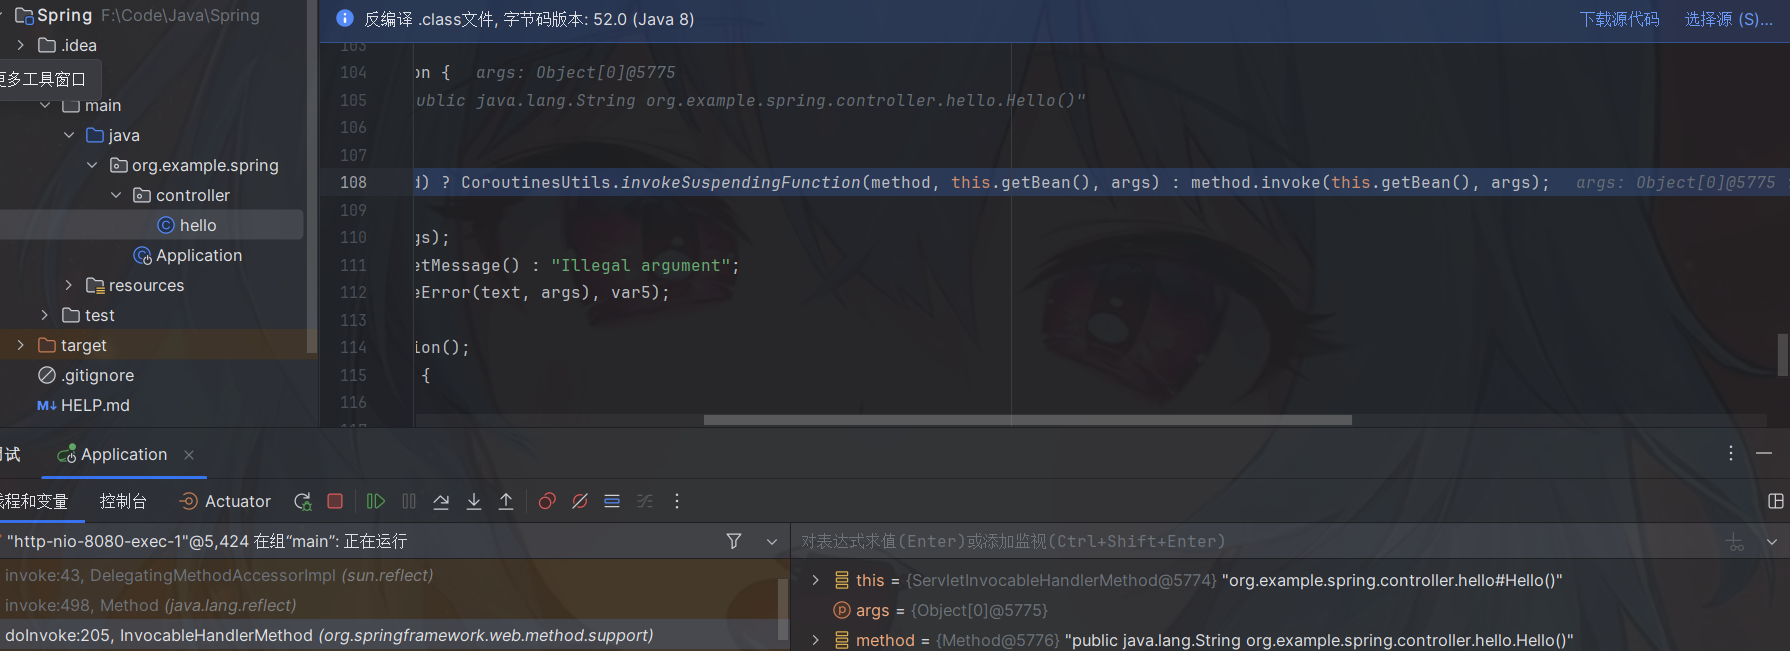 Spring F:\Code\Java\Spring
.idea
更多工具窗口
main
java
org.example.spring
controller
hello
Application
resources
test
target
.gitignore
M↓ HELP.md
反编译 .class文件, 字节码版本: 52.0 (Java 8)
下载源代码 选择源 (S)...
103
104 on { args: Object[0]@5775
105 ublic java.lang.String org.example.spring.controller.hello.Hello()"
106
107
108 d) ? CoroutinesUtils.invokeSuspendingFunction(method, this.getBean(), args) : method.invoke(this.getBean(), args); args: Object[0]@5775
109
110 gs);
111 etMessage() : "Illegal argument";
112 eError(text, args), var5);
113
114 ion();
115 {
116
试 Application
线程和变量 控制台 Actuator
"http-nio-8080-exec-1"@5,424 在组“main”: 正在运行
invoke:43, DelegatingMethodAccessorImpl (sun.reflect)
invoke:498, Method (java.lang.reflect)
doInvoke:205, InvocableHandlerMethod (org.springframework.web.method.support)
对表达式求值(Enter)或添加监视(Ctrl+Shift+Enter)
this = {ServletInvocableHandlerMethod@5774} "org.example.spring.controller.hello#Hello()"
args = {Object[0]@5775}
method = {Method@5776} "public java.lang.String org.example.spring.controller.hello.Hello()"